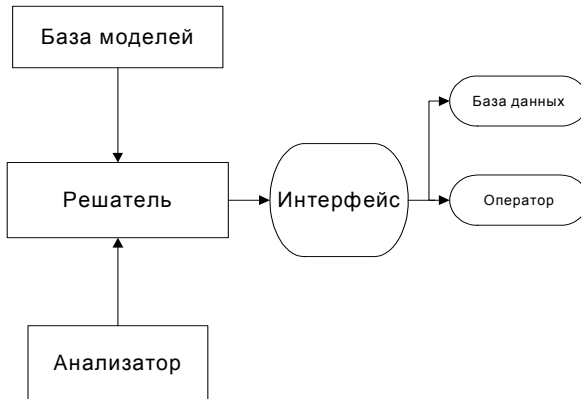 База моделей
База данных
Решатель
Интерфейс
Оператор
Анализатор